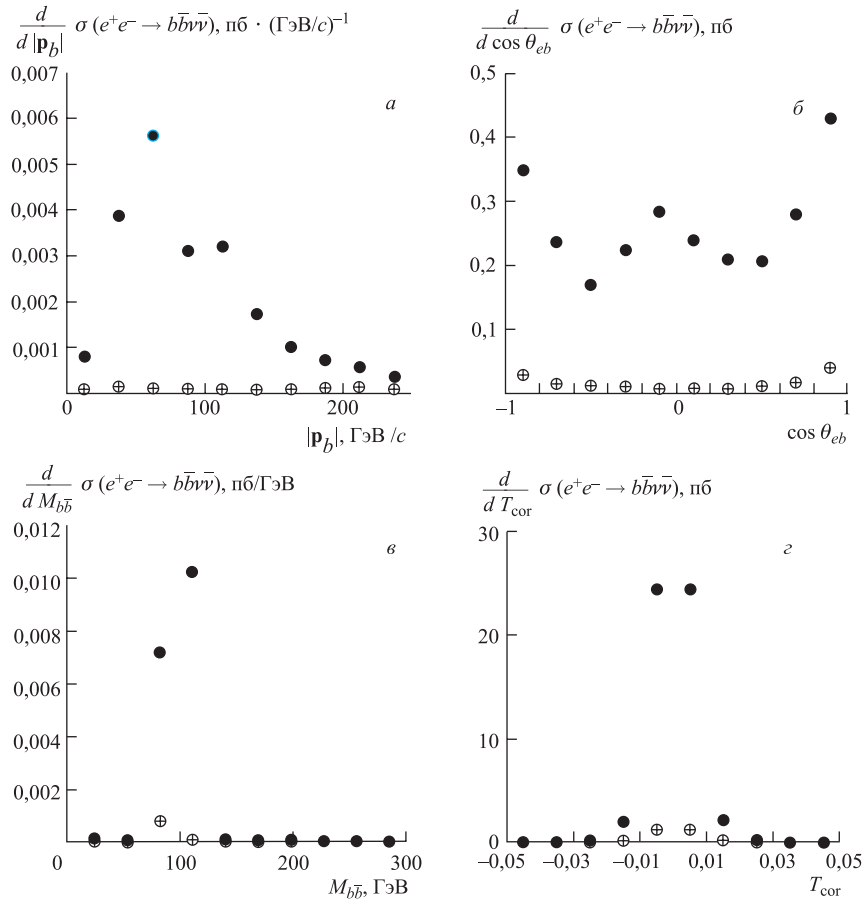 d/d |p_b| σ (e⁺e⁻ → bb̄νν̄), пб · (ГэВ/c)⁻¹
0,007
а
0,006
0,005
0,004
0,003
0,002
0,001
0 100 200
|p_b|, ГэВ /c
d/d cos θ_eb σ (e⁺e⁻ → bb̄νν̄), пб
0,5
б
0,4
0,3
0,2
0,1
–1 0 1
cos θ_eb
d/d M_bb̄ σ (e⁺e⁻ → bb̄νν̄), пб/ГэВ
0,012
в
0,010
0,008
0,006
0,004
0,002
0 100 200 300
M_bb̄, ГэВ
d/d T_cor σ (e⁺e⁻ → bb̄νν̄), пб
30
г
20
10
0
–0,05 –0,03 –0,01 0,01 0,03 0,05
T_cor